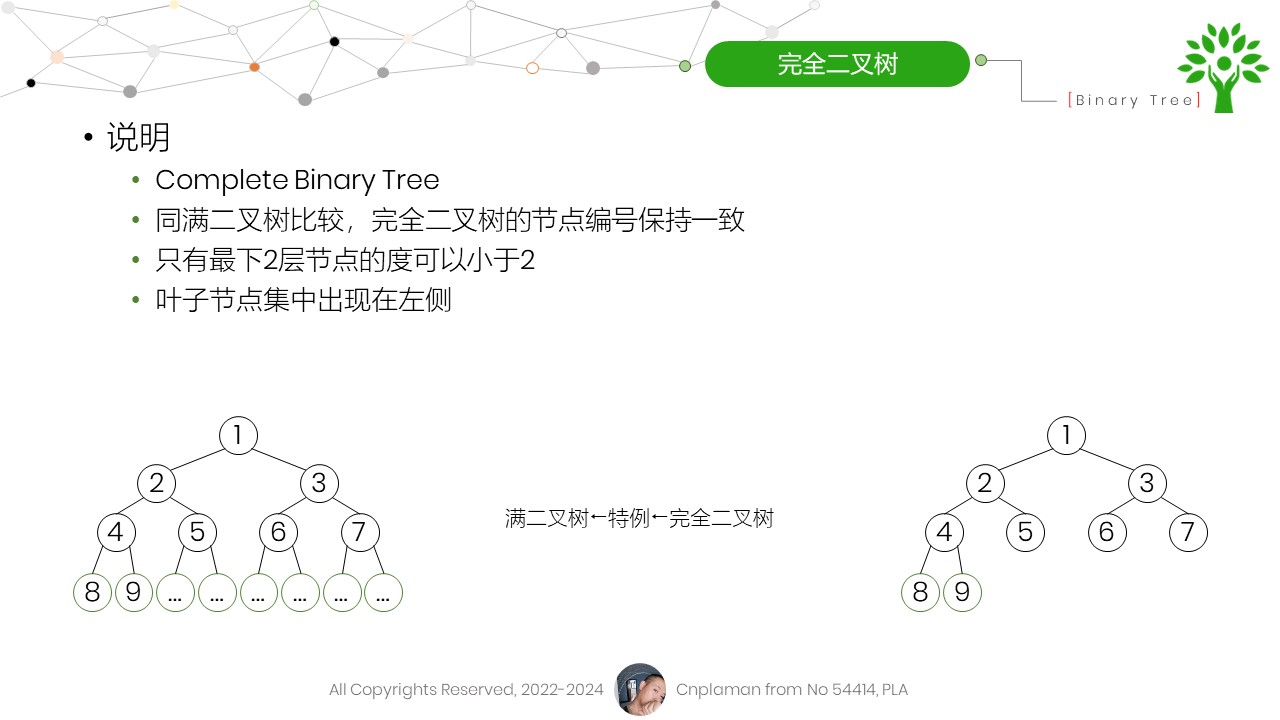 完全二叉树
[Binary Tree]
• 说明
• Complete Binary Tree
• 同满二叉树比较，完全二叉树的节点编号保持一致
• 只有最下2层节点的度可以小于2
• 叶子节点集中出现在左侧
1
2 3
4 5 6 7
8 9 ... ... ... ... ... ...
满二叉树←特例←完全二叉树
1
2 3
4 5 6 7
8 9
All Copyrights Reserved, 2022-2024 Cnplaman from No 54414, PLA